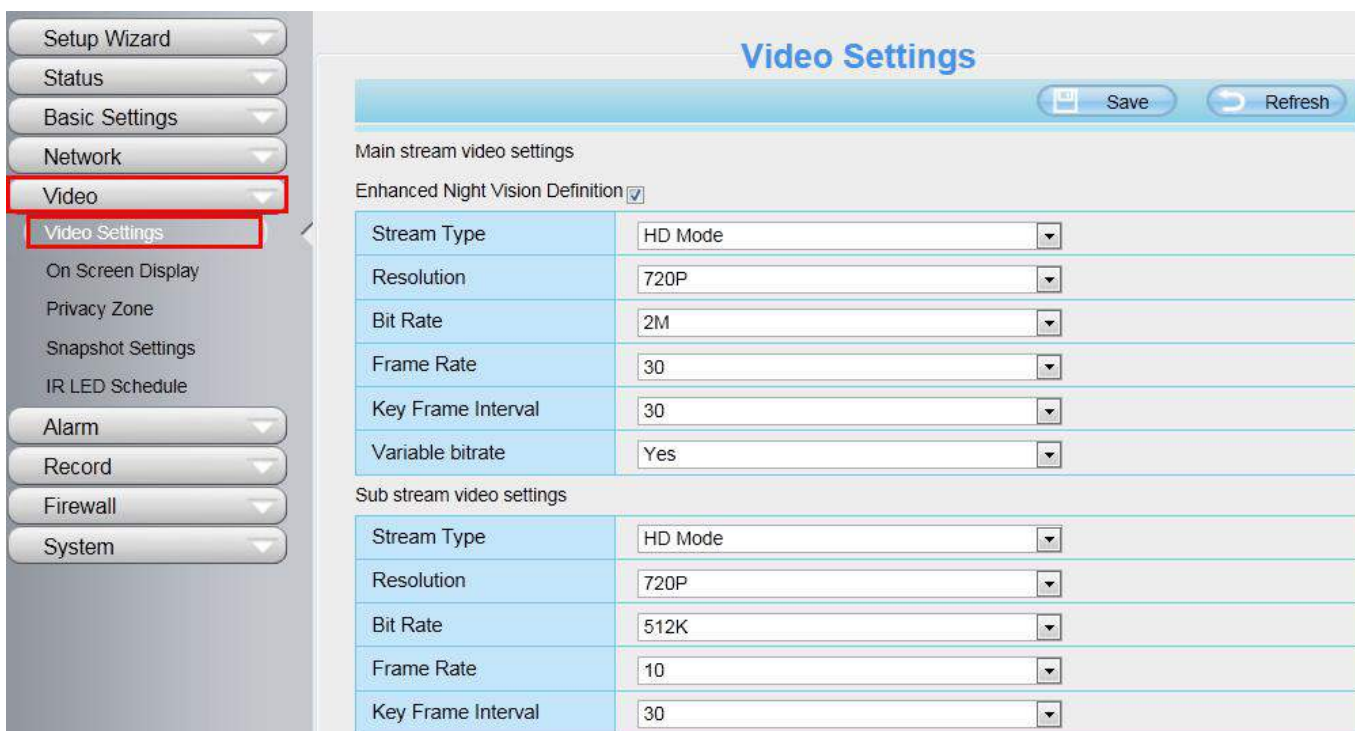 Setup Wizard
Status
Basic Settings
Network
Video
Video Settings
On Screen Display
Privacy Zone
Snapshot Settings
IR LED Schedule
Alarm
Record
Firewall
System
Video Settings
Save Refresh
Main stream video settings
Enhanced Night Vision Definition
Stream Type HD Mode
Resolution 720P
Bit Rate 2M
Frame Rate 30
Key Frame Interval 30
Variable bitrate Yes
Sub stream video settings
Stream Type HD Mode
Resolution 720P
Bit Rate 512K
Frame Rate 10
Key Frame Interval 30